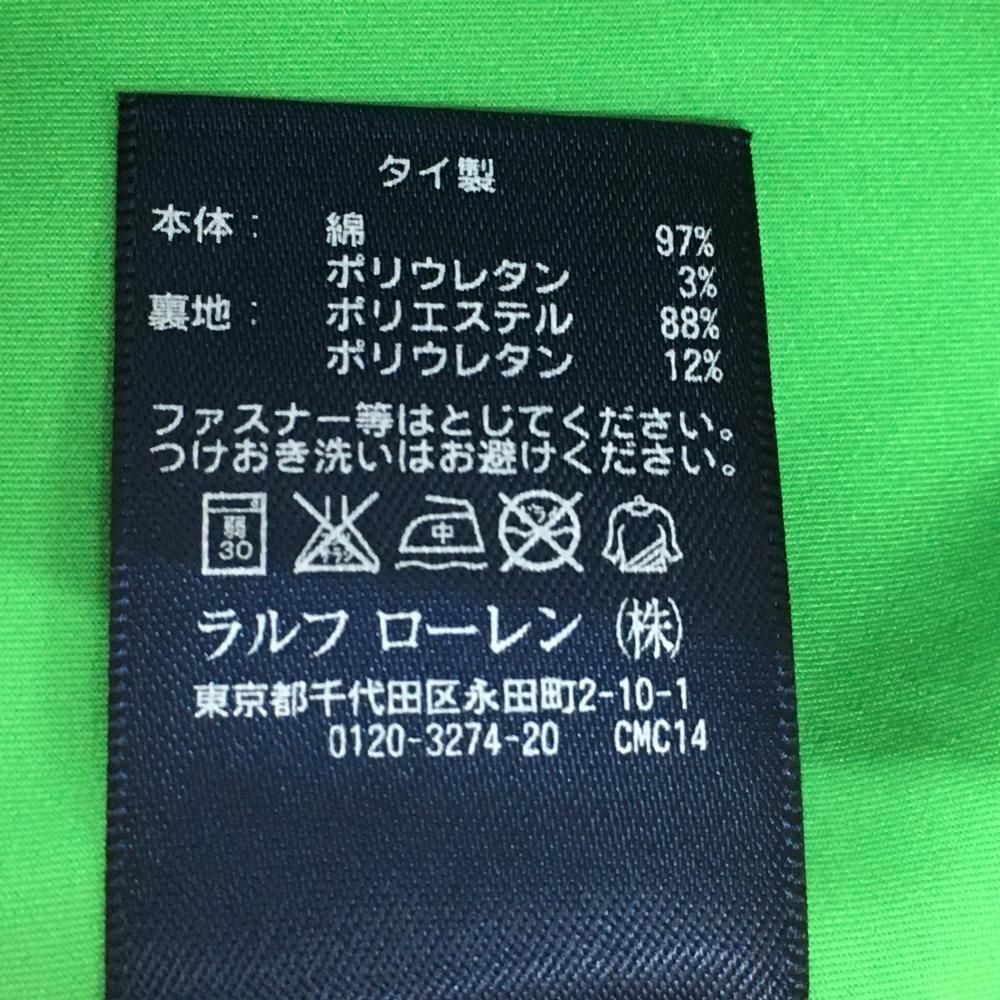 タイ製
本体: 綿 97%
ポリウレタン 3%
裏地: ポリエステル 88%
ポリウレタン 12%
ファスナー等はとじてください。
つけおき洗いはお避けください。
弱 30 中
ラルフ ローレン (株)
東京都千代田区永田町2-10-1
0120-3274-20 CMC14